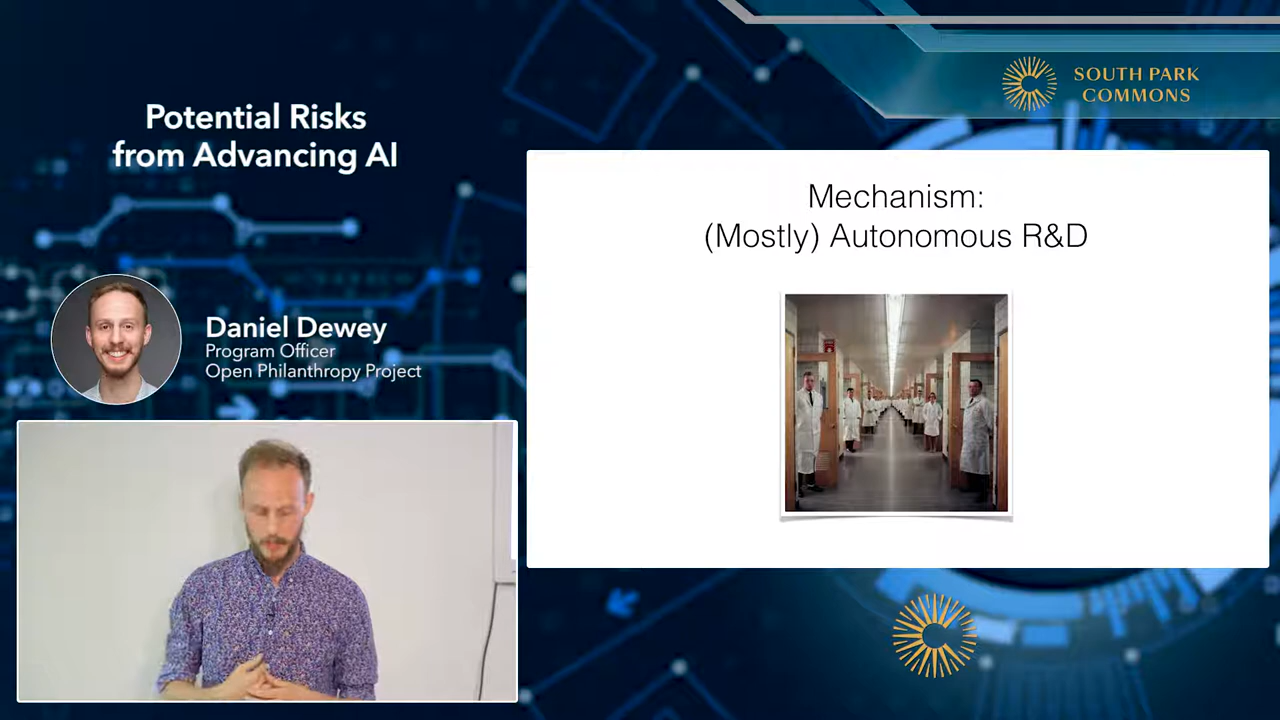 Potential Risks
from Advancing AI
Daniel Dewey
Program Officer
Open Philanthropy Project
SOUTH PARK
COMMONS
Mechanism:
(Mostly) Autonomous R&D